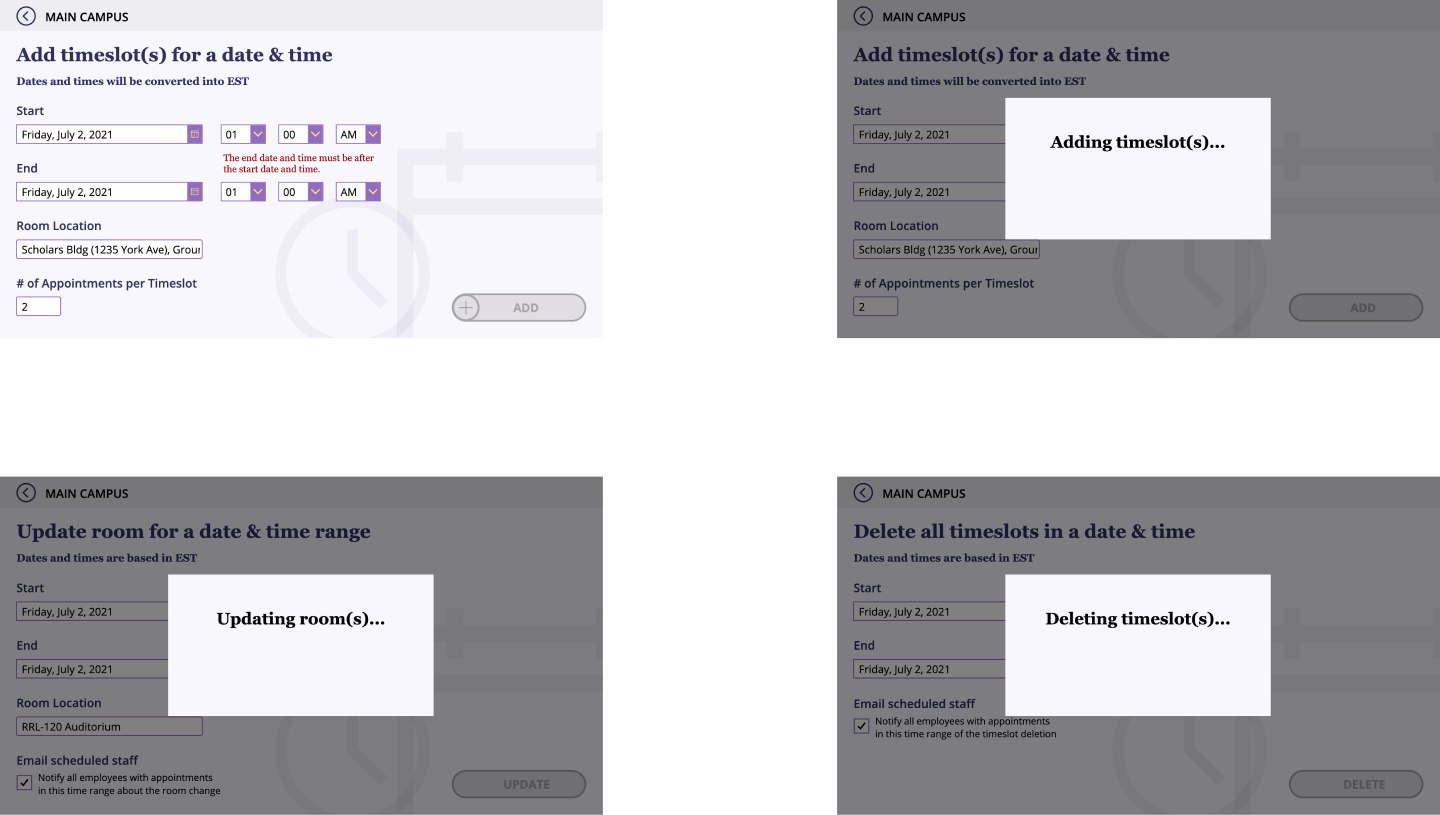 MAIN CAMPUS
Add timeslot(s) for a date & time
Dates and times will be converted into EST
Start
Friday, July 2, 2021 01 00 AM
The end date and time must be after
the start date and time.
End
Friday, July 2, 2021 01 00 AM
Room Location
Scholars Bldg (1235 York Ave), Grou
# of Appointments per Timeslot
2
ADD
MAIN CAMPUS
Add timeslot(s) for a date & time
Dates and times will be converted into EST
Start
Friday, July 2, 2021
Adding timeslot(s)...
End
Friday, July 2, 2021
Room Location
Scholars Bldg (1235 York Ave), Grou
# of Appointments per Timeslot
2
ADD
MAIN CAMPUS
Update room for a date & time range
Dates and times are based in EST
Start
Friday, July 2, 2021
Updating room(s)...
End
Friday, July 2, 2021
Room Location
RRL-120 Auditorium
Email scheduled staff
Notify all employees with appointments
in this time range about the room change
UPDATE
MAIN CAMPUS
Delete all timeslots in a date & time
Dates and times are based in EST
Start
Friday, July 2, 2021
Deleting timeslot(s)...
End
Friday, July 2, 2021
Email scheduled staff
Notify all employees with appointments
in this time range of the timeslot deletion
DELETE